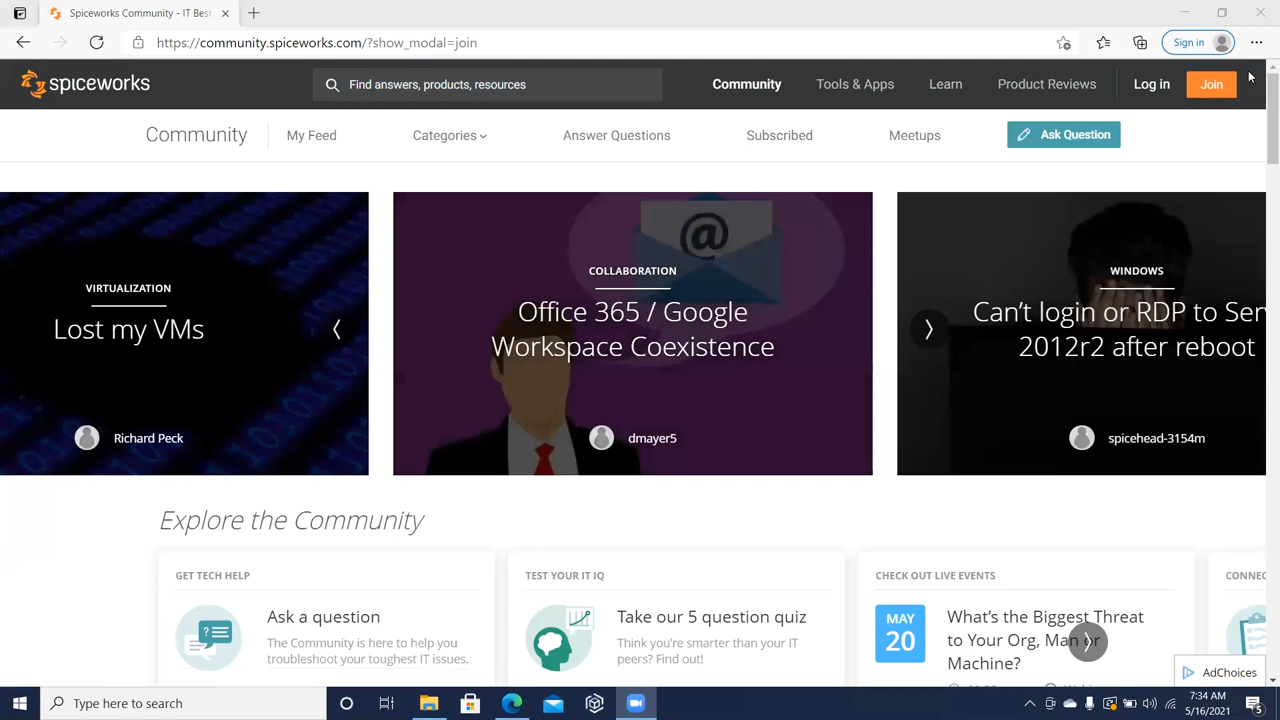 Spiceworks Community - IT Best
https://community.spiceworks.com/?show_modal=join
Sign in
spiceworks
Find answers, products, resources
Community
Tools & Apps
Learn
Product Reviews
Log in
Join
Community
My Feed
Categories
Answer Questions
Subscribed
Meetups
Ask Question
VIRTUALIZATION
Lost my VMs
Richard Peck
COLLABORATION
@
Office 365 / Google
Workspace Coexistence
dmayer5
WINDOWS
Can't login or RDP to Ser
2012r2 after reboot
spicehead-3154m
Explore the Community
GET TECH HELP
Ask a question
The Community is here to help you
troubleshoot your toughest IT issues.
TEST YOUR IT IQ
Take our 5 question quiz
Think you're smarter than your IT
peers? Find out!
CHECK OUT LIVE EVENTS
MAY
20
What's the Biggest Threat
to Your Org, Man or
Machine?
CONNEC
AdChoices
Type here to search
7:34 AM
5/16/2021
5